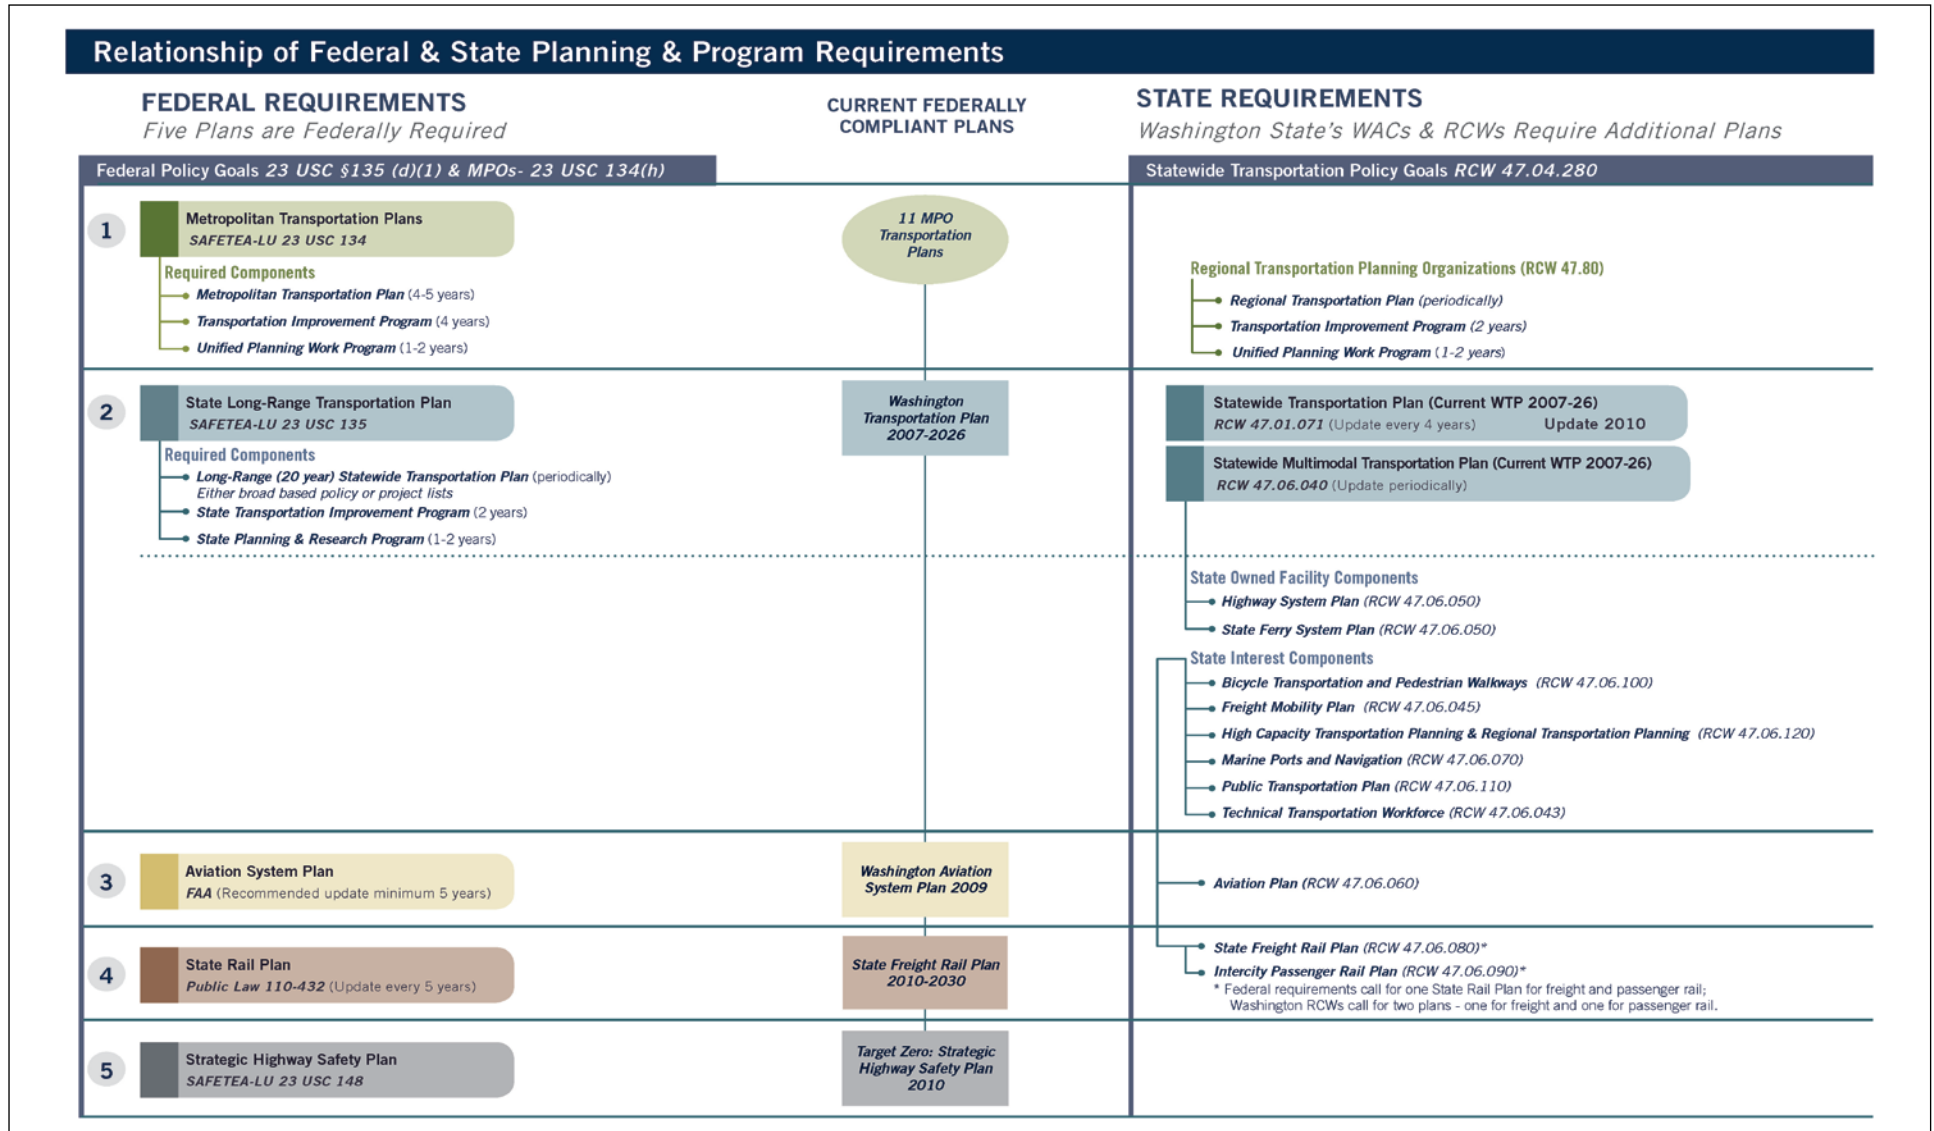 Relationship of Federal & State Planning & Program Requirements
FEDERAL REQUIREMENTS
Five Plans are Federally Required
CURRENT FEDERALLY
COMPLIANT PLANS
STATE REQUIREMENTS
Washington State's WACs & RCWs Require Additional Plans
Federal Policy Goals 23 USC §135 (d)(1) & MPOs- 23 USC 134(h)
Statewide Transportation Policy Goals RCW 47.04.280
1
Metropolitan Transportation Plans
SAFETEA-LU 23 USC 134
Required Components
Metropolitan Transportation Plan (4-5 years)
Transportation Improvement Program (4 years)
Unified Planning Work Program (1-2 years)
11 MPO
Transportation
Plans
Regional Transportation Planning Organizations (RCW 47.80)
Regional Transportation Plan (periodically)
Transportation Improvement Program (2 years)
Unified Planning Work Program (1-2 years)
2
State Long-Range Transportation Plan
SAFETEA-LU 23 USC 135
Required Components
Long-Range (20 year) Statewide Transportation Plan (periodically)
Either broad based policy or project lists
State Transportation Improvement Program (2 years)
State Planning & Research Program (1-2 years)
Washington
Transportation Plan
2007-2026
Statewide Transportation Plan (Current WTP 2007-26)
RCW 47.01.071 (Update every 4 years) Update 2010
Statewide Multimodal Transportation Plan (Current WTP 2007-26)
RCW 47.06.040 (Update periodically)
State Owned Facility Components
Highway System Plan (RCW 47.06.050)
State Ferry System Plan (RCW 47.06.050)
State Interest Components
Bicycle Transportation and Pedestrian Walkways (RCW 47.06.100)
Freight Mobility Plan (RCW 47.06.045)
High Capacity Transportation Planning & Regional Transportation Planning (RCW 47.06.120)
Marine Ports and Navigation (RCW 47.06.070)
Public Transportation Plan (RCW 47.06.110)
Technical Transportation Workforce (RCW 47.06.043)
3
Aviation System Plan
FAA (Recommended update minimum 5 years)
Washington Aviation
System Plan 2009
Aviation Plan (RCW 47.06.060)
4
State Rail Plan
Public Law 110-432 (Update every 5 years)
State Freight Rail Plan
2010-2030
State Freight Rail Plan (RCW 47.06.080)*
Intercity Passenger Rail Plan (RCW 47.06.090)*
* Federal requirements call for one State Rail Plan for freight and passenger rail;
Washington RCWs call for two plans - one for freight and one for passenger rail.
5
Strategic Highway Safety Plan
SAFETEA-LU 23 USC 148
Target Zero: Strategic
Highway Safety Plan
2010